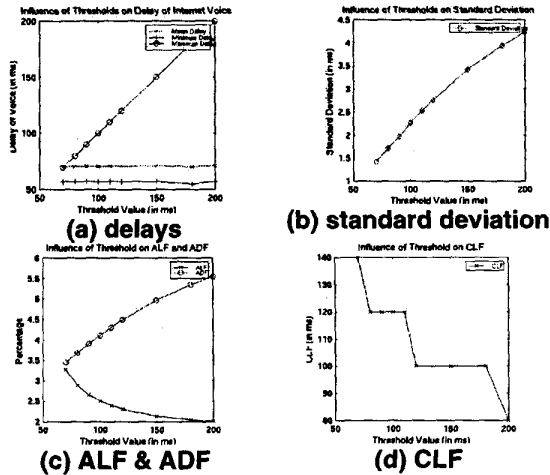 Influence of Thresholds on Delay of Internet Voice
200
150
100
50
Delay of Voice (in ms)
Mean Delay
Minimum Delay
Maximum Delay
50 100 150 200
Threshold Value (in ms)
(a) delays
Influence of Thresholds on Standard Deviation
4.5
4
3.5
3
2.5
2
1.5
1
Standard Deviation (in ms)
Standard Deviati
50 100 150 200
Threshold Value (in ms)
(b) standard deviation
Influence of Threshold on ALF and ADF
6
5.5
5
4.5
4
3.5
3
2.5
2
Percentage
ALF
ADF
50 100 150 200
Threshold Value (in ms)
(c) ALF & ADF
Influence of Threshold on CLF
140
130
120
110
100
90
80
CLF (in ms)
CLF
50 100 150 200
Threshold Value (in ms)
(d) CLF